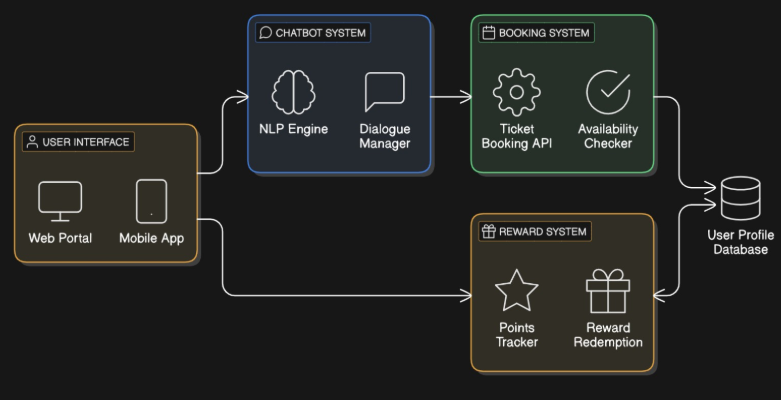 CHATBOT SYSTEM
NLP Engine
Dialogue
Manager
BOOKING SYSTEM
Ticket
Booking API
Availability
Checker
USER INTERFACE
Web Portal
Mobile App
User Profile
Database
REWARD SYSTEM
Points
Tracker
Reward
Redemption